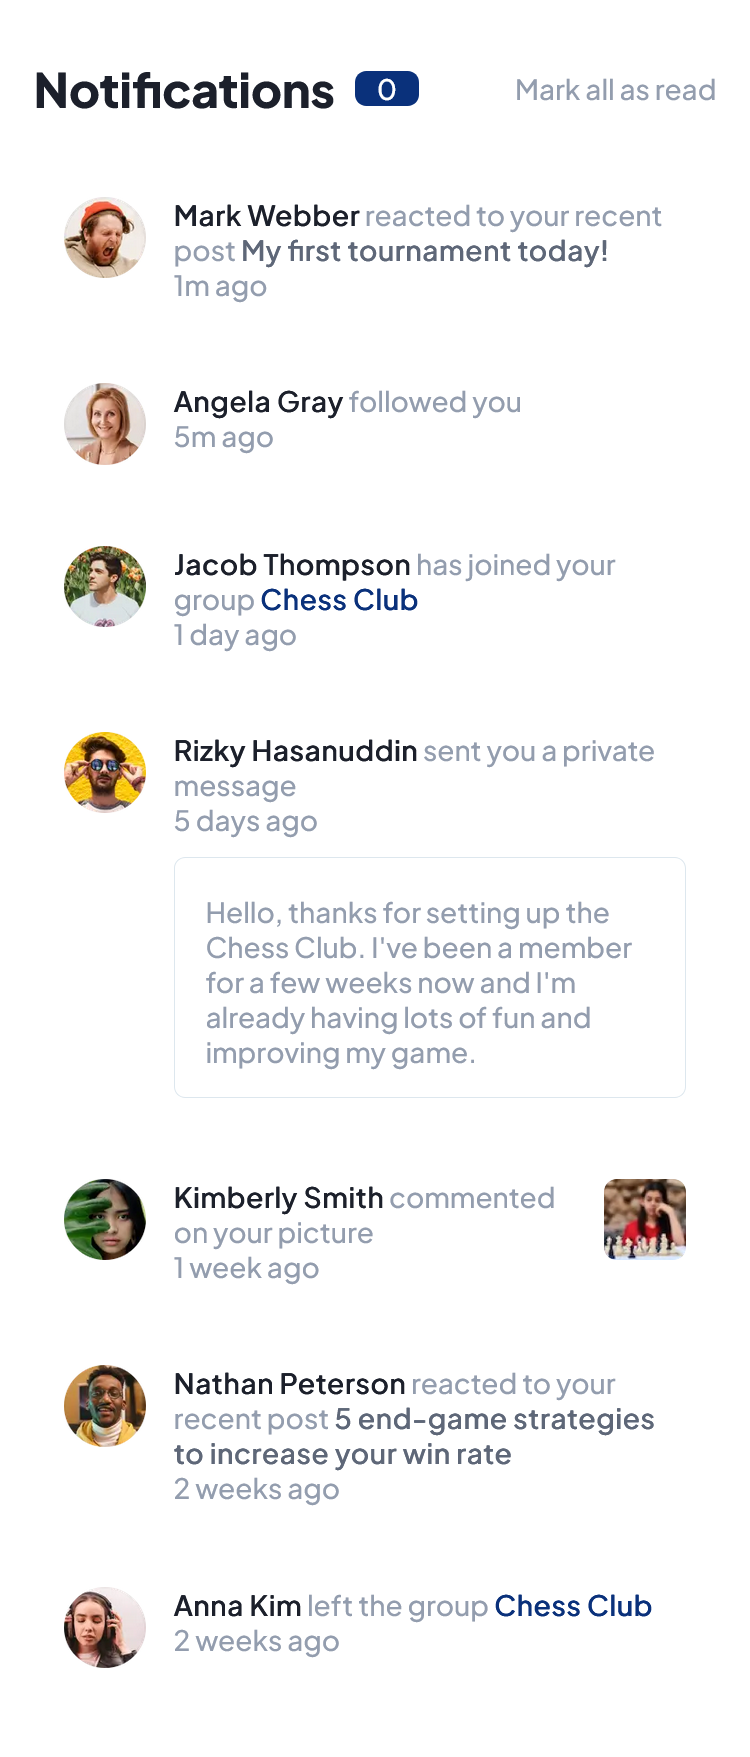 Notifications 0 Mark all as read
Mark Webber reacted to your recent
post My first tournament today!
1m ago
Angela Gray followed you
5m ago
Jacob Thompson has joined your
group Chess Club
1 day ago
Rizky Hasanuddin sent you a private
message
5 days ago
Hello, thanks for setting up the
Chess Club. I've been a member
for a few weeks now and I'm
already having lots of fun and
improving my game.
Kimberly Smith commented
on your picture
1 week ago
Nathan Peterson reacted to your
recent post 5 end-game strategies
to increase your win rate
2 weeks ago
Anna Kim left the group Chess Club
2 weeks ago